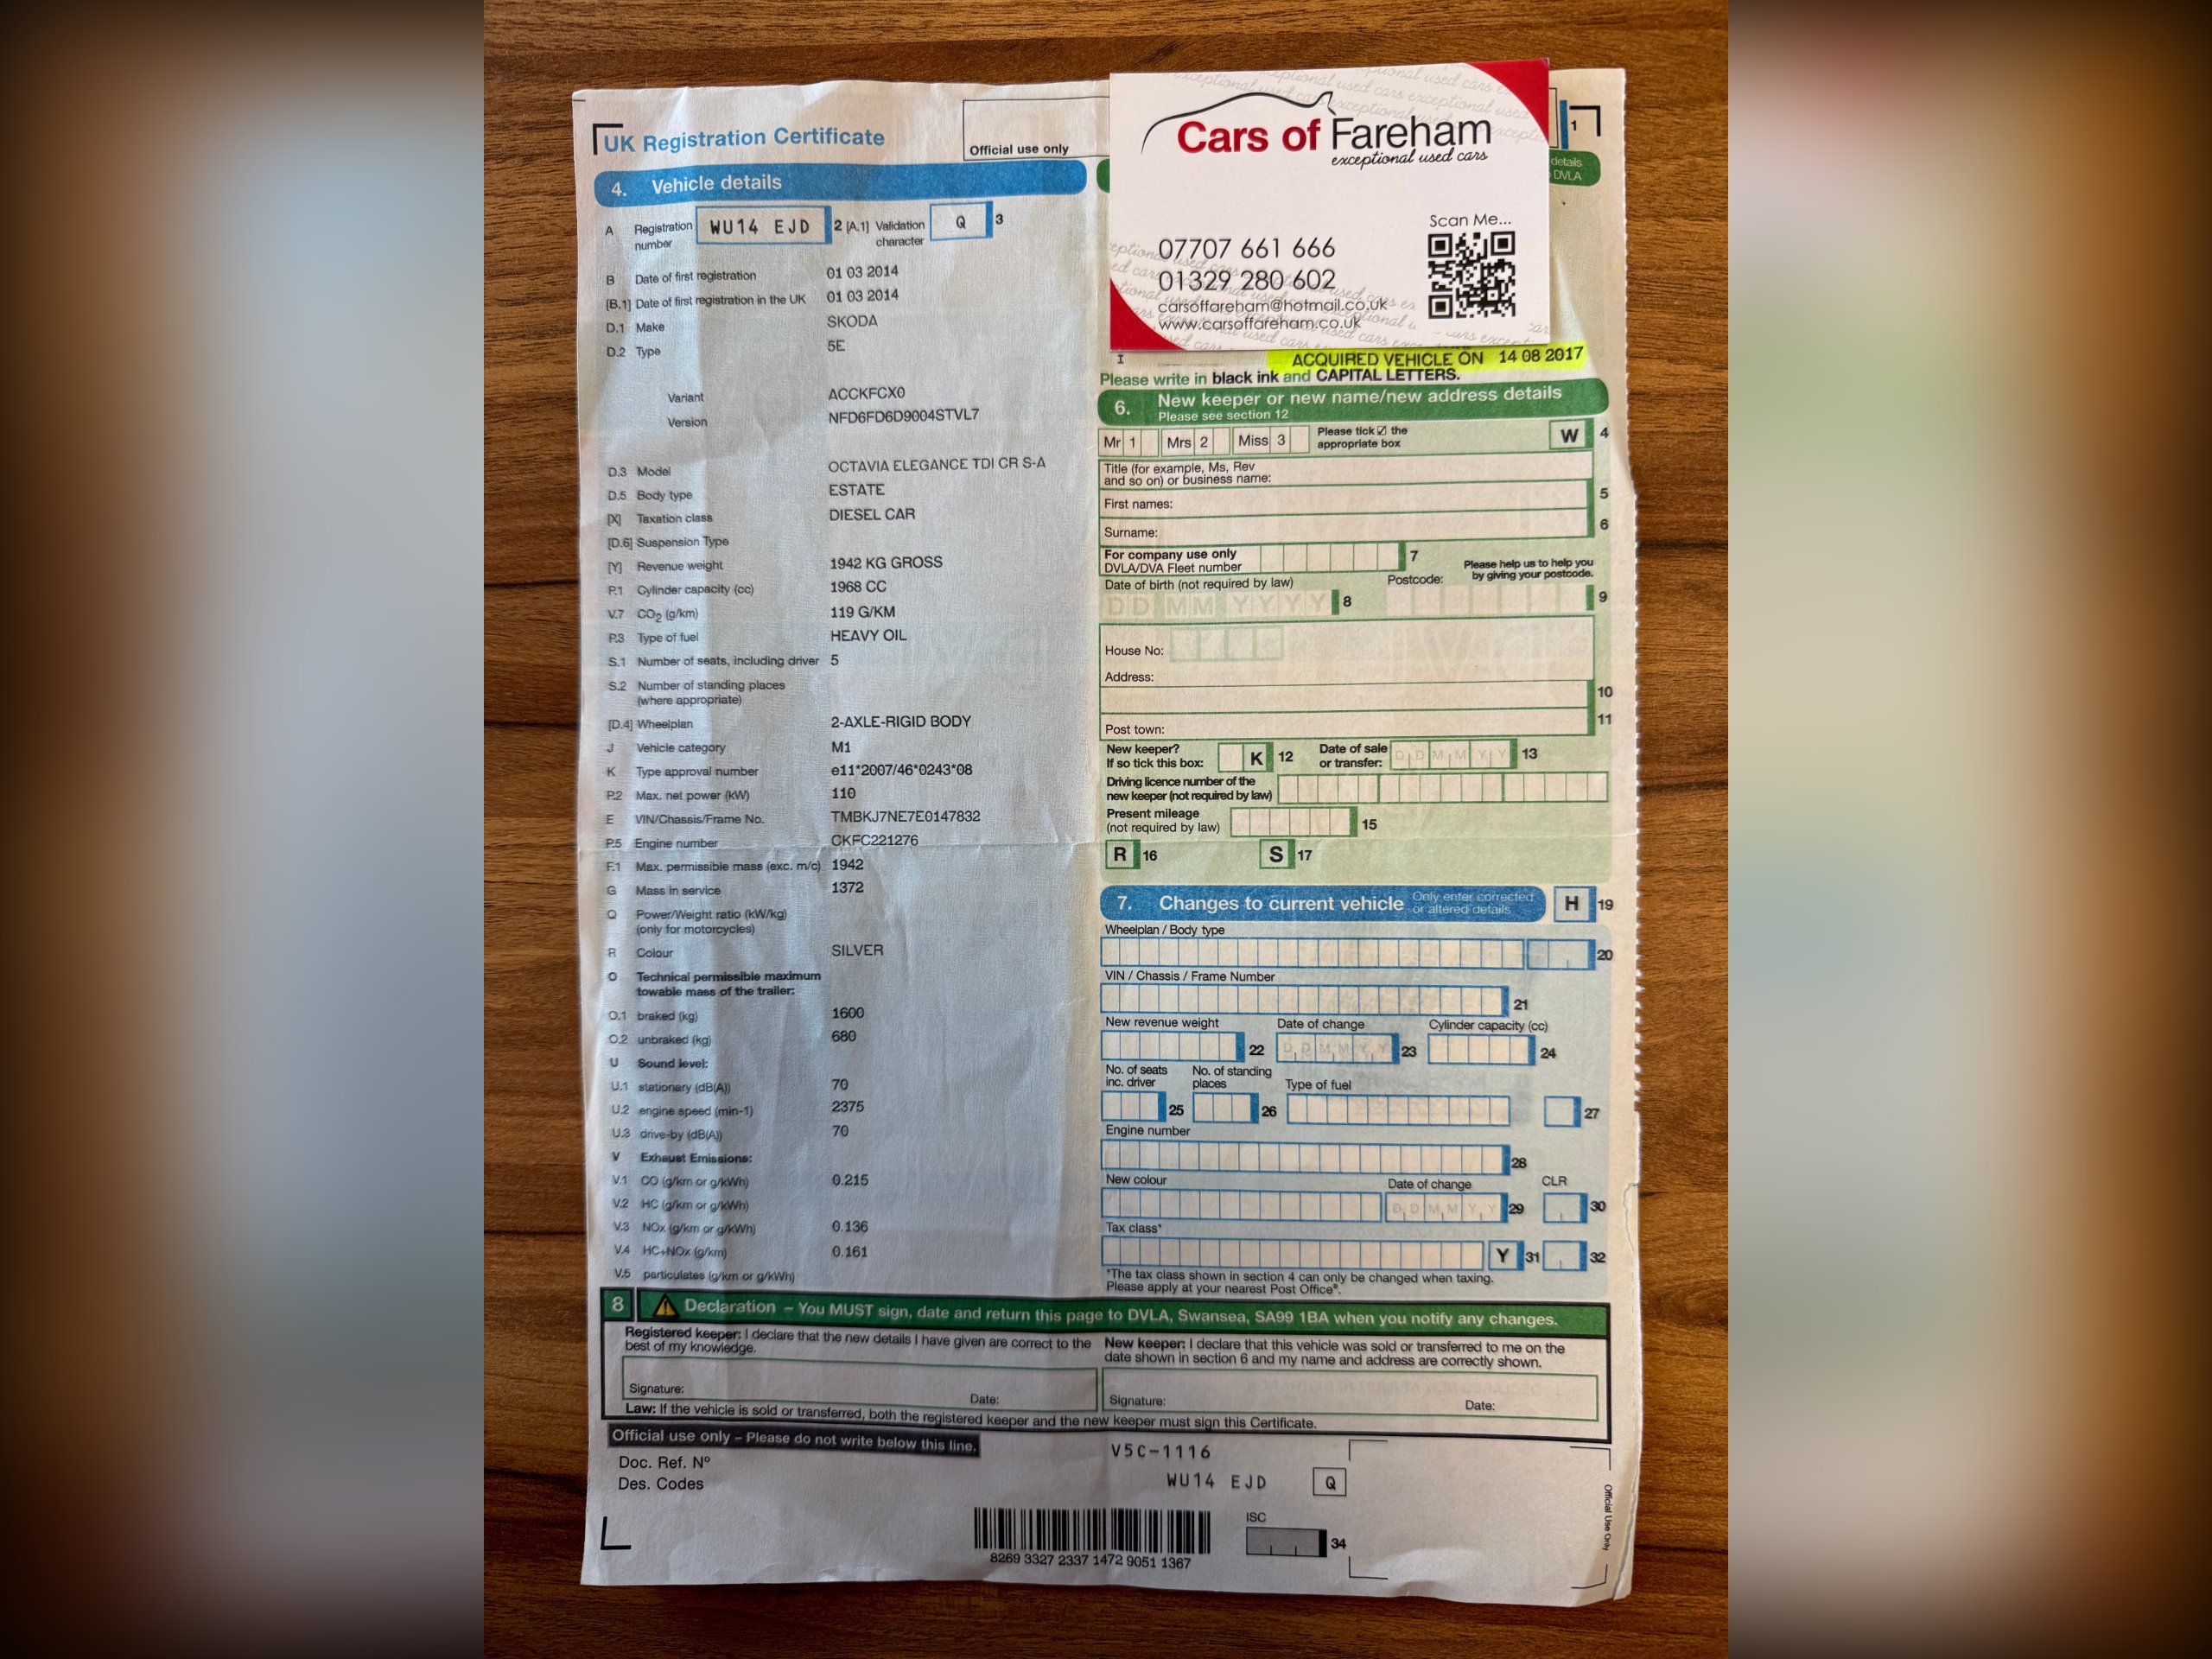 UK Registration Certificate
Official use only
1
4. Vehicle details
A Registration number WU14 EJD 2 [A.1] Validation character Q 3
B Date of first registration 01 03 2014
[B.1] Date of first registration in the UK 01 03 2014
D.1 Make SKODA
D.2 Type 5E
Variant ACCKFCX0
Version NFD6FD6D9004STVL7
D.3 Model OCTAVIA ELEGANCE TDI CR S-A
D.5 Body type ESTATE
[X] Taxation class DIESEL CAR
[D.6] Suspension Type
[Y] Revenue weight 1942 KG GROSS
P.1 Cylinder capacity (cc) 1968 CC
V.7 CO2 (g/km) 119 G/KM
P.3 Type of fuel HEAVY OIL
S.1 Number of seats, including driver 5
S.2 Number of standing places
(where appropriate)
[D.4] Wheelplan 2-AXLE-RIGID BODY
J Vehicle category M1
K Type approval number e11*2007/46*0243*08
P.2 Max. net power (kW) 110
E VIN/Chassis/Frame No. TMBKJ7NE7E0147832
P.5 Engine number CKFC221276
F.1 Max. permissible mass (exc. m/c) 1942
G Mass in service 1372
Q Power/Weight ratio (kW/kg)
(only for motorcycles)
R Colour SILVER
O Technical permissible maximum
towable mass of the trailer:
O.1 braked (kg) 1600
O.2 unbraked (kg) 680
U Sound level:
U.1 stationary (dB(A)) 70
U.2 engine speed (min-1) 2375
U.3 drive-by (dB(A)) 70
V Exhaust Emissions:
V.1 CO (g/km or g/kWh) 0.215
V.2 HC (g/km or g/kWh)
V.3 NOx (g/km or g/kWh) 0.136
V.4 HC+NOx (g/km) 0.161
V.5 particulates (g/km or g/kWh)
Cars of Fareham
exceptional used cars
Scan Me...
07707 661 666
01329 280 602
carsoffareham@hotmail.co.uk
www.carsoffareham.co.uk
details
DVLA
I
ACQUIRED VEHICLE ON 14 08 2017
Please write in black ink and CAPITAL LETTERS.
6. New keeper or new name/new address details
Please see section 12
Mr 1 Mrs 2 Miss 3 Please tick ☑ the appropriate box W 4
Title (for example, Ms, Rev
and so on) or business name:
First names: 5
Surname: 6
For company use only
DVLA/DVA Fleet number 7
Please help us to help you
by giving your postcode.
Date of birth (not required by law) Postcode:
DD MM YYYY 8 9
House No:
Address:
10
Post town: 11
New keeper?
If so tick this box: K 12 Date of sale or transfer: D D M M Y Y 13
Driving licence number of the
new keeper (not required by law)
Present mileage
(not required by law) 15
R 16 S 17
7. Changes to current vehicle Only enter corrected or altered details H 19
Wheelplan / Body type
20
VIN / Chassis / Frame Number
21
New revenue weight Date of change Cylinder capacity (cc)
22 D D M M Y Y 23 24
No. of seats inc. driver No. of standing places Type of fuel
25 26 27
Engine number
28
New colour Date of change CLR
D D M M Y Y 29 30
Tax class*
Y 31 32
*The tax class shown in section 4 can only be changed when taxing.
Please apply at your nearest Post Office®.
8 Declaration – You MUST sign, date and return this page to DVLA, Swansea, SA99 1BA when you notify any changes.
Registered keeper: I declare that the new details I have given are correct to the
best of my knowledge.
Signature: Date:
New keeper: I declare that this vehicle was sold or transferred to me on the
date shown in section 6 and my name and address are correctly shown.
Signature: Date:
Law: If the vehicle is sold or transferred, both the registered keeper and the new keeper must sign this Certificate.
Official use only – Please do not write below this line.
Doc. Ref. Nº
Des. Codes
V5C-1116
WU14 EJD Q
ISC
34
8269 3327 2337 1472 9051 1367
Official Use Only